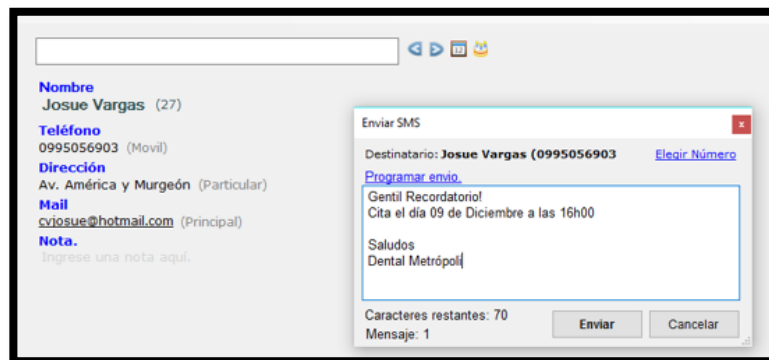 12
Nombre
Josue Vargas (27)
Teléfono
0995056903 (Movil)
Dirección
Av. América y Murgeón (Particular)
Mail
cvjosue@hotmail.com (Principal)
Nota.
Ingrese una nota aquí.
Enviar SMS
x
Destinatario: Josue Vargas (0995056903 Elegir Número
Programar envio.
Gentil Recordatorio!
Cita el día 09 de Diciembre a las 16h00
Saludos
Dental Metrópoli
Caracteres restantes: 70
Mensaje: 1
Enviar Cancelar